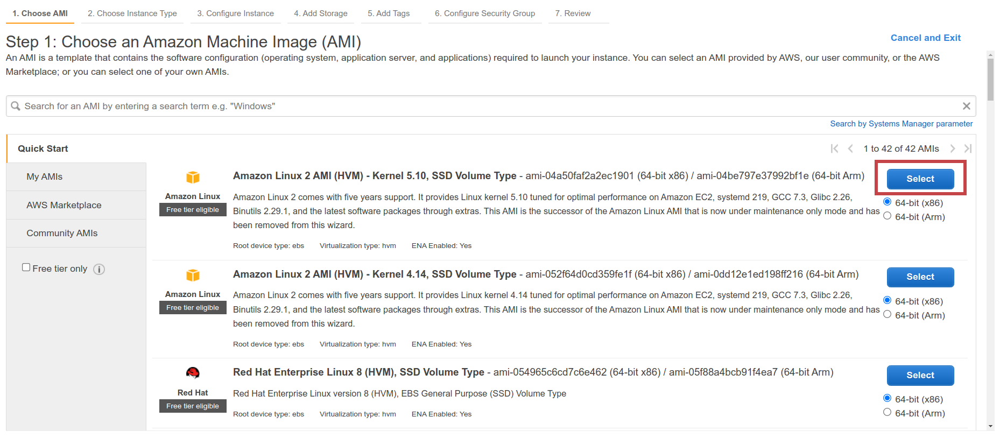 1. Choose AMI 2. Choose Instance Type 3. Configure Instance 4. Add Storage 5. Add Tags 6. Configure Security Group 7. Review
Step 1: Choose an Amazon Machine Image (AMI)
Cancel and Exit
An AMI is a template that contains the software configuration (operating system, application server, and applications) required to launch your instance. You can select an AMI provided by AWS, our user community, or the AWS
Marketplace; or you can select one of your own AMIs.
Search for an AMI by entering a search term e.g. "Windows"
Search by Systems Manager parameter
Quick Start
1 to 42 of 42 AMIs
My AMIs
AWS Marketplace
Community AMIs
Free tier only
Amazon Linux
Free tier eligible
Amazon Linux 2 AMI (HVM) - Kernel 5.10, SSD Volume Type - ami-04a50faf2a2ec1901 (64-bit x86) / ami-04be797e37992bf1e (64-bit Arm)
Amazon Linux 2 comes with five years support. It provides Linux kernel 5.10 tuned for optimal performance on Amazon EC2, systemd 219, GCC 7.3, Glibc 2.26,
Binutils 2.29.1, and the latest software packages through extras. This AMI is the successor of the Amazon Linux AMI that is now under maintenance only mode and has
been removed from this wizard.
Root device type: ebs Virtualization type: hvm ENA Enabled: Yes
Select
64-bit (x86)
64-bit (Arm)
Amazon Linux
Free tier eligible
Amazon Linux 2 AMI (HVM) - Kernel 4.14, SSD Volume Type - ami-052f64d0cd359fe1f (64-bit x86) / ami-0dd12e1ed198ff216 (64-bit Arm)
Amazon Linux 2 comes with five years support. It provides Linux kernel 4.14 tuned for optimal performance on Amazon EC2, systemd 219, GCC 7.3, Glibc 2.26,
Binutils 2.29.1, and the latest software packages through extras. This AMI is the successor of the Amazon Linux AMI that is now under maintenance only mode and has
been removed from this wizard.
Root device type: ebs Virtualization type: hvm ENA Enabled: Yes
Select
64-bit (x86)
64-bit (Arm)
Red Hat
Free tier eligible
Red Hat Enterprise Linux 8 (HVM), SSD Volume Type - ami-054965c6cd7c6e462 (64-bit x86) / ami-05f88a4bcb91f4ea7 (64-bit Arm)
Red Hat Enterprise Linux version 8 (HVM), EBS General Purpose (SSD) Volume Type
Root device type: ebs Virtualization type: hvm ENA Enabled: Yes
Select
64-bit (x86)
64-bit (Arm)